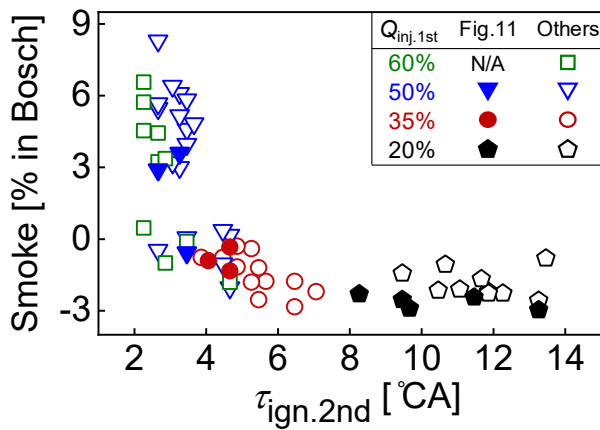 Smoke [% in Bosch]
9
6
3
0
-3
2 4 6 8 10 12 14
τign.2nd [°CA]
Qinj.1st Fig.11 Others
60% N/A
50%
35%
20%